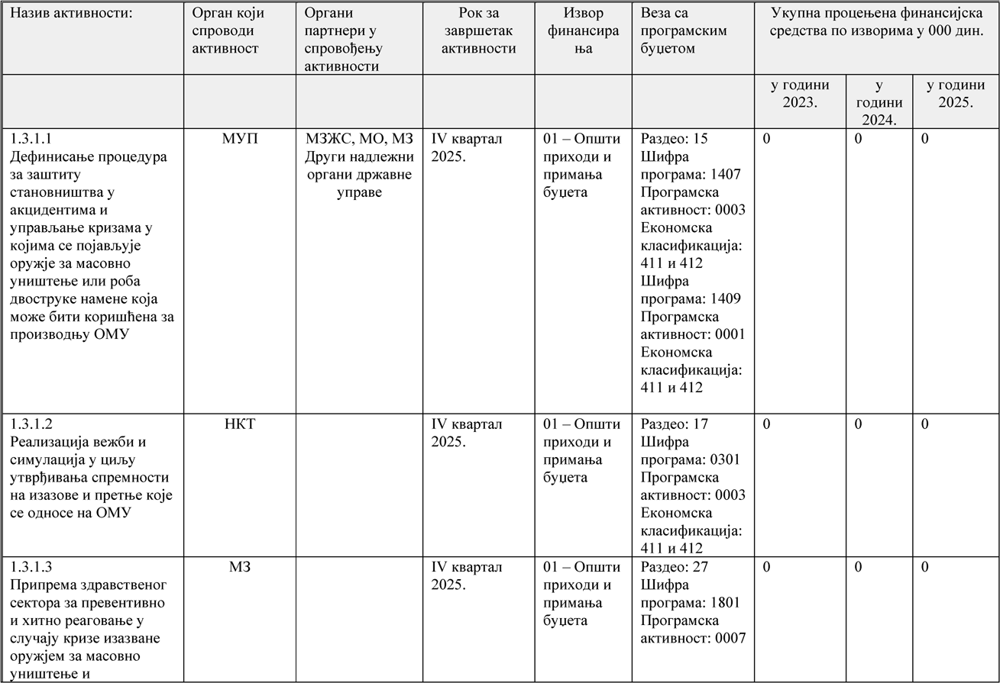 Назив активности:
Орган који
спроводи
активност
Органи
партнери у
спровођењу
активности
Рок за
завршетак
активности
Извор
финансира
ња
Веза са
програмским
буџетом
Укупна процењена финансијска
средства по изворима у 000 дин.
у години
2023.
у
години
2024.
у години
2025.
1.3.1.1
Дефинисање процедура
за заштиту
становништва у
акцидентима и
управљање кризама у
којима се појављује
оружје за масовно
уништење или роба
двоструке намене која
може бити коришћена за
производњу ОМУ
МУП
МЗЖС, МО, МЗ
Други надлежни
органи државне
управе
IV квартал
2025.
01 – Општи
приходи и
примања
буџета
Раздео: 15
Шифра
програма: 1407
Програмска
активност: 0003
Економска
класификација:
411 и 412
Шифра
програма: 1409
Програмска
активност: 0001
Економска
класификација:
411 и 412
0
0
0
1.3.1.2
Реализација вежби и
симулација у циљу
утврђивања спремности
на изазове и претње које
се односе на ОМУ
НКТ
IV квартал
2025.
01 – Општи
приходи и
примања
буџета
Раздео: 17
Шифра
програма: 0301
Програмска
активност: 0003
Економска
класификација:
411 и 412
0
0
0
1.3.1.3
Припрема здравственог
сектора за превентивно
и хитно реаговање у
случају кризе изазване
оружјем за масовно
уништење и
МЗ
IV квартал
2025.
01 – Општи
приходи и
примања
буџета
Раздео: 27
Шифра
програма: 1801
Програмска
активност: 0007
0
0
0